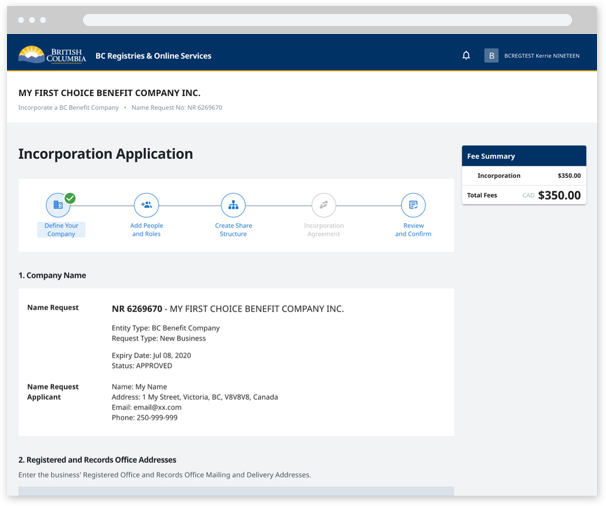 BRITISH
COLUMBIA
BC Registries & Online Services
B
BCREGTEST Kerrie NINETEEN
MY FIRST CHOICE BENEFIT COMPANY INC.
Incorporate a BC Benefit Company • Name Request No: NR 6269670
Incorporation Application
Define Your
Company
Add People
and Roles
Create Share
Structure
Incorporation
Agreement
Review
and Confirm
Fee Summary
Incorporation $350.00
Total Fees CAD $350.00
1. Company Name
Name Request NR 6269670 - MY FIRST CHOICE BENEFIT COMPANY INC.
Entity Type: BC Benefit Company
Request Type: New Business
Expiry Date: Jul 08, 2020
Status: APPROVED
Name Request
Applicant
Name: My Name
Address: 1 My Street, Victoria, BC, V8V8V8, Canada
Email: email@xx.com
Phone: 250-999-999
2. Registered and Records Office Addresses
Enter the business' Registered Office and Records Office Mailing and Delivery Addresses.